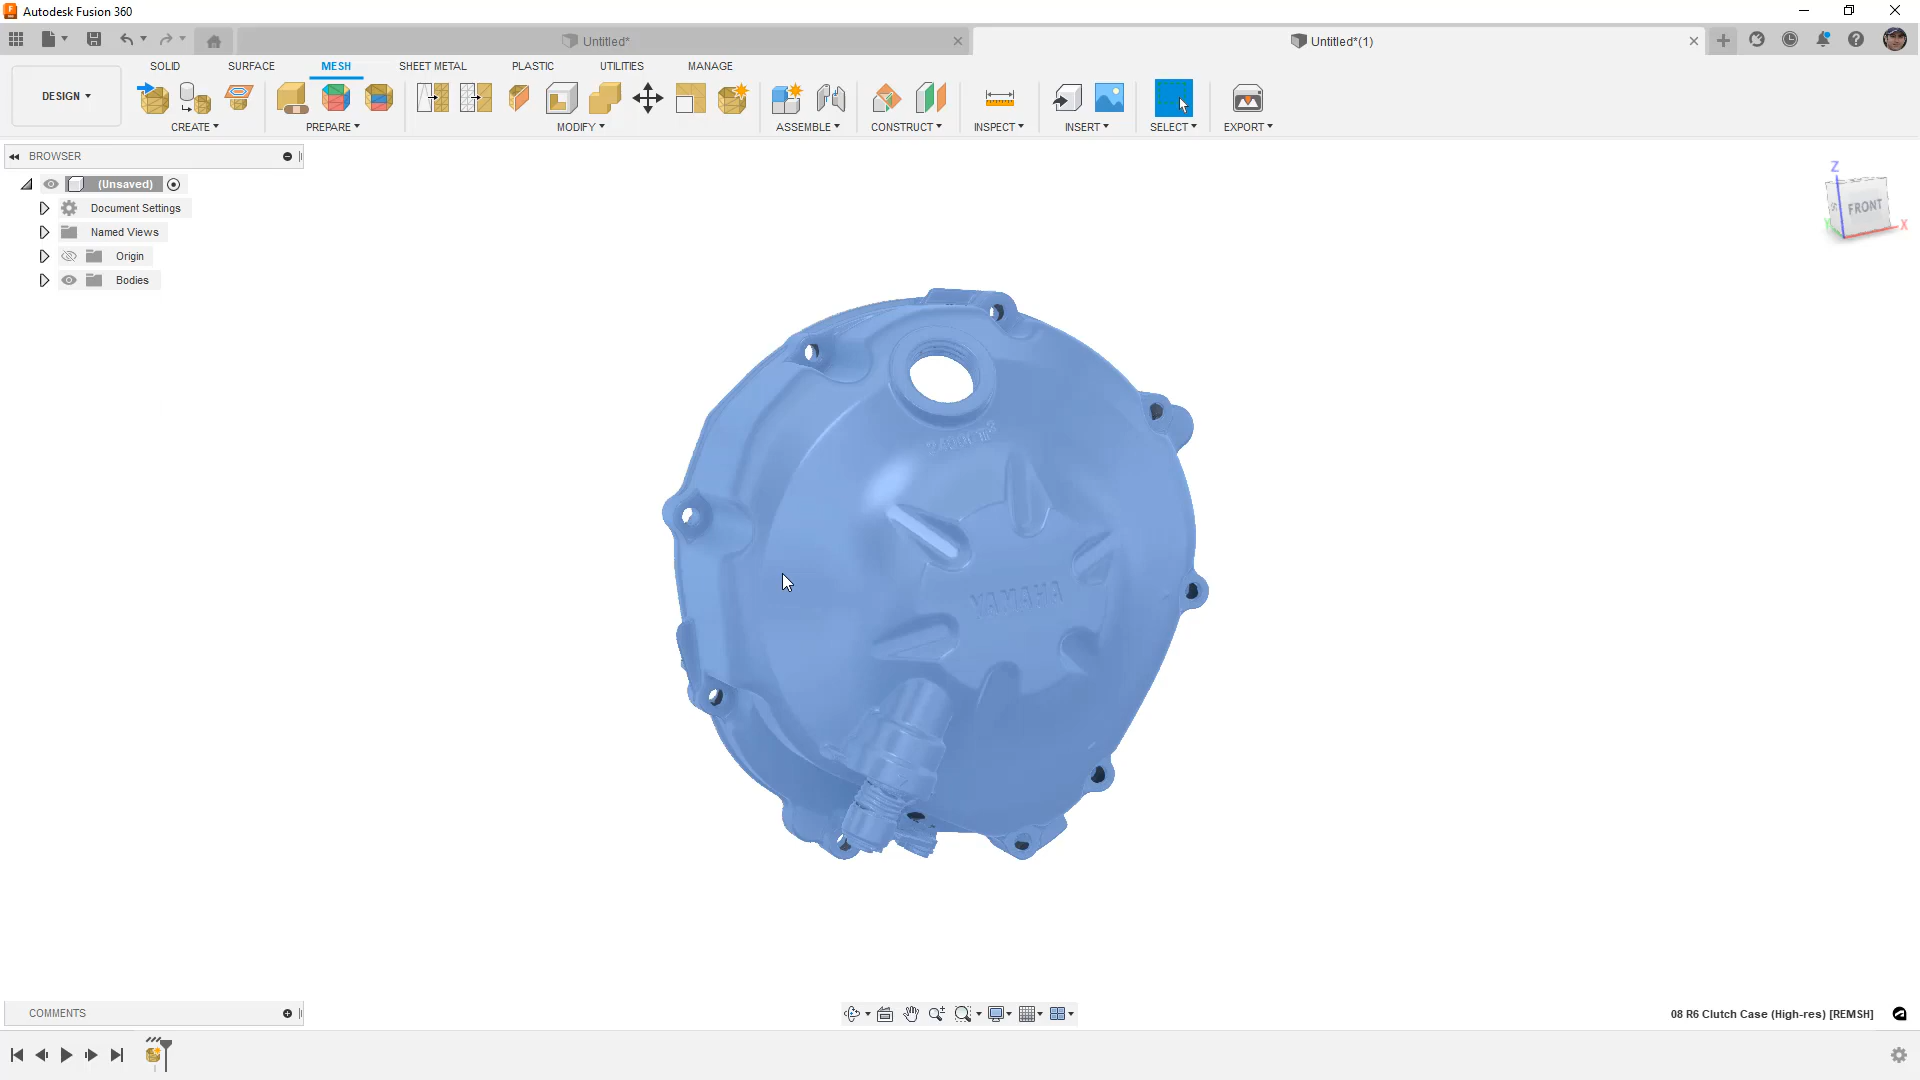 Autodesk Fusion 360
Untitled*
Untitled*(1)
SOLID
SURFACE
MESH
SHEET METAL
PLASTIC
UTILITIES
MANAGE
DESIGN
CREATE
PREPARE
MODIFY
ASSEMBLE
CONSTRUCT
INSPECT
INSERT
SELECT
EXPORT
BROWSER
(Unsaved)
Document Settings
Named Views
Origin
Bodies
Z
FRONT
X
YAMAHA
COMMENTS
08 R6 Clutch Case (High-res) [REMSH]